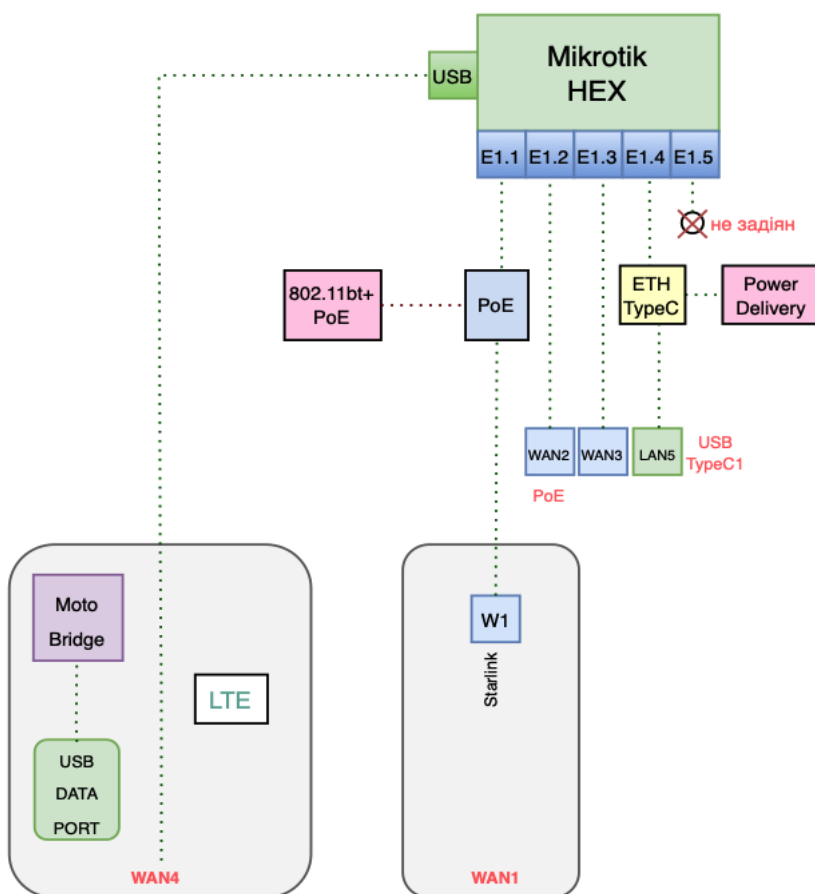 Mikrotik
HEX
USB
E1.1
E1.2
E1.3
E1.4
E1.5
не задіян
802.11bt+
PoE
PoE
ETH
TypeC
Power
Delivery
WAN2
WAN3
LAN5
USB
TypeC1
PoE
Moto
Bridge
LTE
USB
DATA
PORT
WAN4
W1
Starlink
WAN1